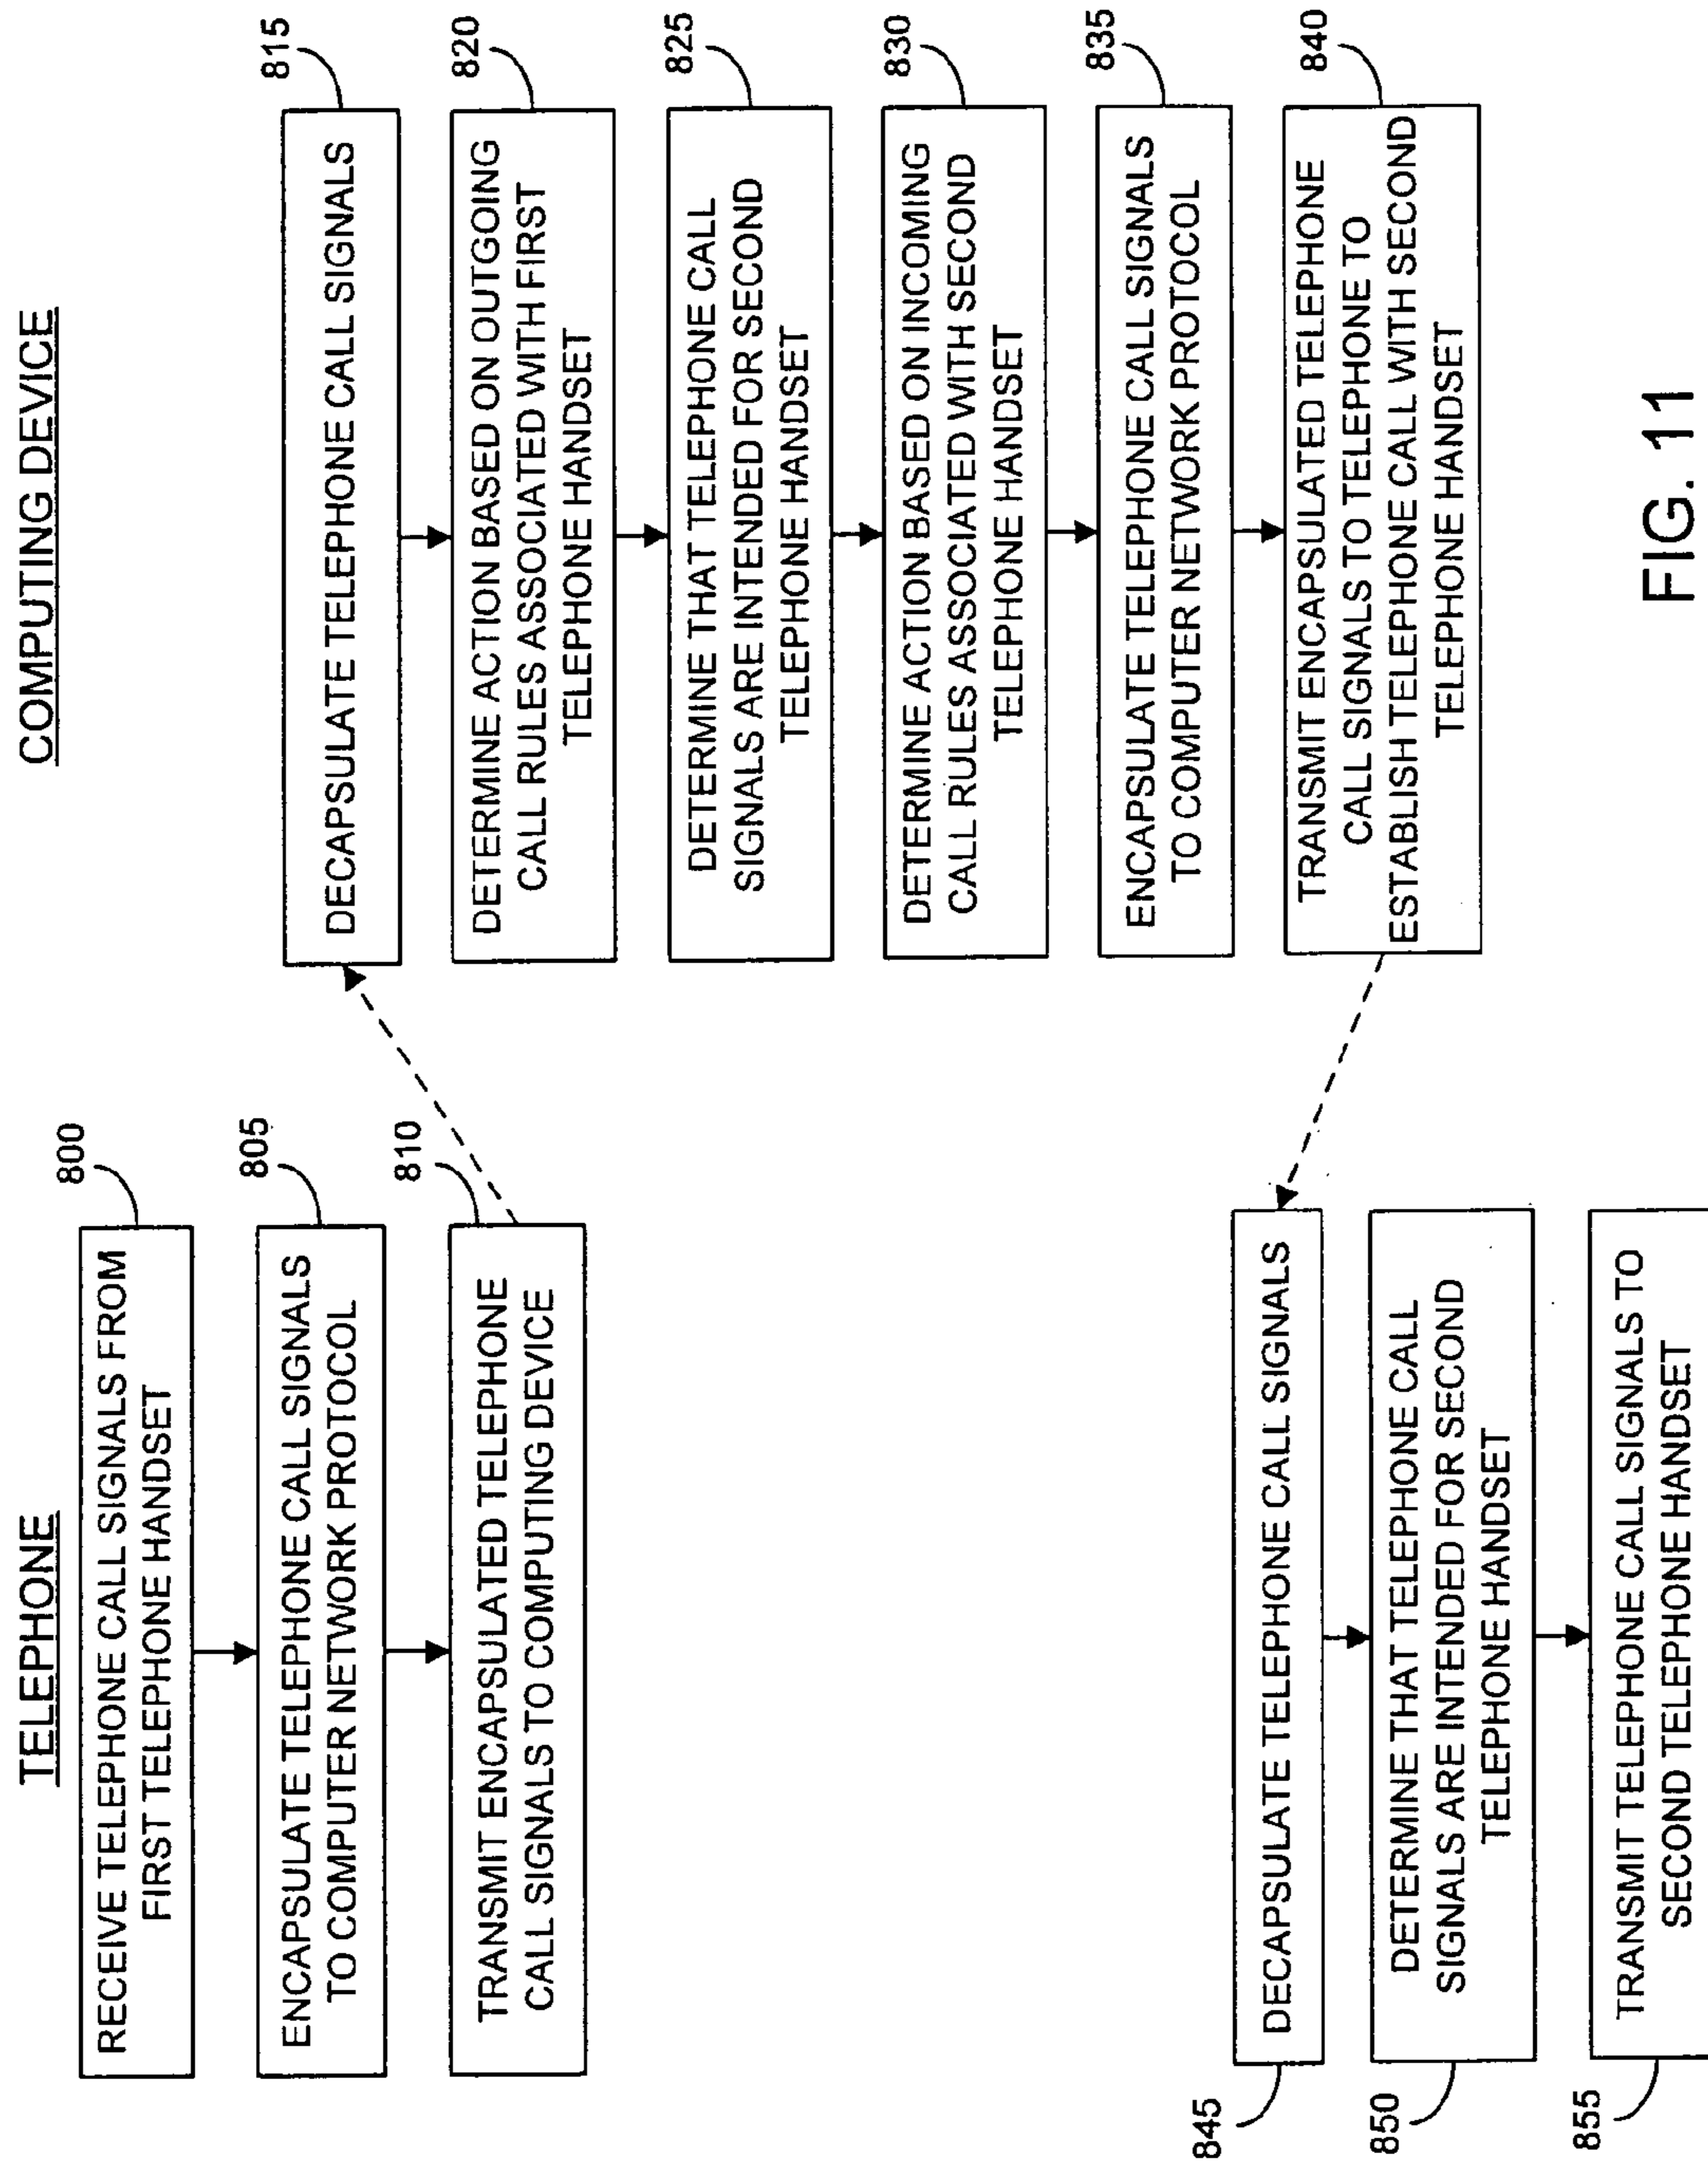 TELEPHONE
800
RECEIVE TELEPHONE CALL SIGNALS FROM
FIRST TELEPHONE HANDSET
805
ENCAPSULATE TELEPHONE CALL SIGNALS
TO COMPUTER NETWORK PROTOCOL
810
TRANSMIT ENCAPSULATED TELEPHONE
CALL SIGNALS TO COMPUTING DEVICE
COMPUTING DEVICE
815
DECAPSULATE TELEPHONE CALL SIGNALS
820
DETERMINE ACTION BASED ON OUTGOING
CALL RULES ASSOCIATED WITH FIRST
TELEPHONE HANDSET
825
DETERMINE THAT TELEPHONE CALL
SIGNALS ARE INTENDED FOR SECOND
TELEPHONE HANDSET
830
DETERMINE ACTION BASED ON INCOMING
CALL RULES ASSOCIATED WITH SECOND
TELEPHONE HANDSET
835
ENCAPSULATE TELEPHONE CALL SIGNALS
TO COMPUTER NETWORK PROTOCOL
840
TRANSMIT ENCAPSULATED TELEPHONE
CALL SIGNALS TO TELEPHONE TO
ESTABLISH TELEPHONE CALL WITH SECOND
TELEPHONE HANDSET
845
DECAPSULATE TELEPHONE CALL SIGNALS
850
DETERMINE THAT TELEPHONE CALL
SIGNALS ARE INTENDED FOR SECOND
TELEPHONE HANDSET
855
TRANSMIT TELEPHONE CALL SIGNALS TO
SECOND TELEPHONE HANDSET
FIG. 11